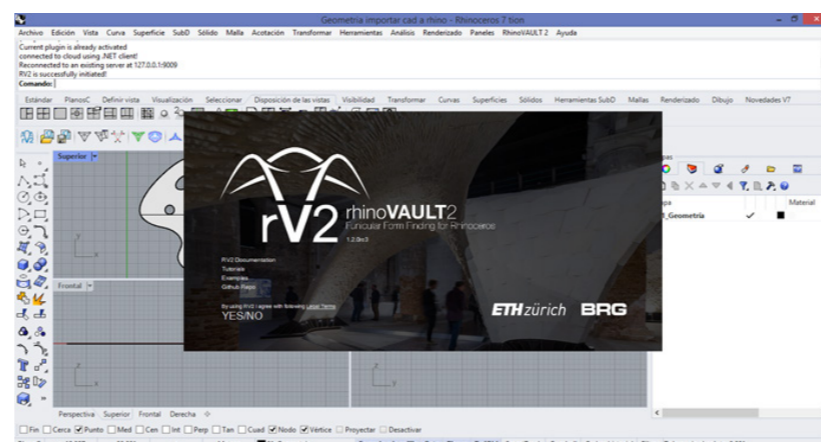 Geometria importar cad a rhino - Rhinoceros 7 tion
Archivo Edición Vista Curva Superficie SubD Sólido Malla Acotación Transformar Herramientas Análisis Renderizado Paneles RhinoVAULT 2 Ayuda
Current plugin is already activated
connected to cloud using .NET client!
Reconnected to an existing server at 127.0.0.1:9009
RV2 is successfully initiated!
Comando:
Estándar PlanosC Definir vista Visualización Seleccionar Disposición de las vistas Visibilidad Transformar Curvas Superficies Sólidos Herramientas SubD Mallas Renderizado Dibujo Novedades V7
Superior
Material
_Geometría
y
x
rV2
rhinoVAULT2
Funicular Form Finding for Rhinoceros
RV2 Documentation
Tutorials
Examples
Github Repo
By using RV2 I agree with following Legal Terms
YES/NO
ETHzürich BRG
Frontal
z
x
z
y
Perspectiva Superior Frontal Derecha
Fin Cerca Punto Med Cen Int Perp Tan Cuad Nodo Vértice Proyectar Desactivar